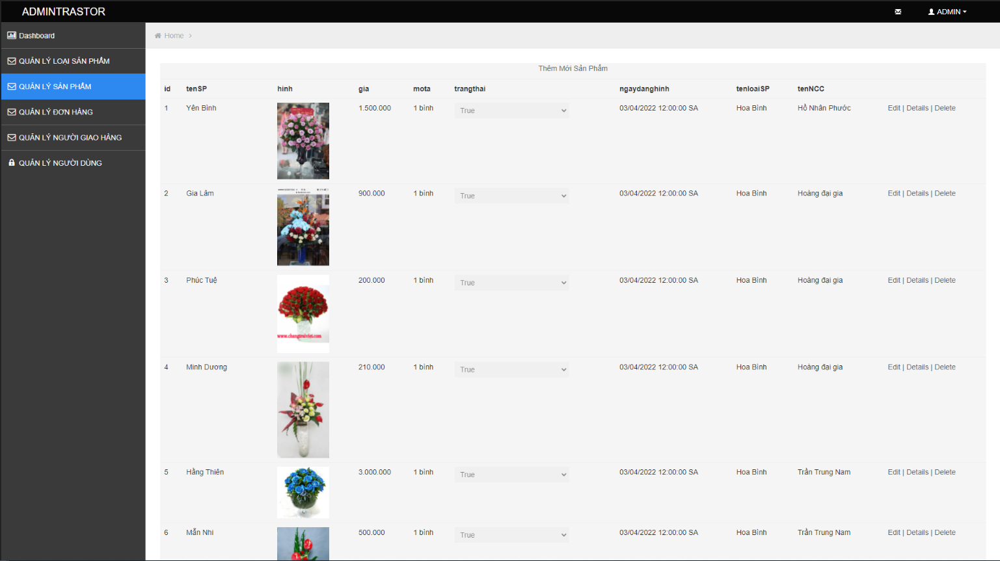 ADMINTRASTOR
ADMIN
Dashboard
Home
QUẢN LÝ LOẠI SẢN PHẨM
QUẢN LÝ SẢN PHẨM
QUẢN LÝ ĐƠN HÀNG
QUẢN LÝ NGƯỜI GIAO HÀNG
QUẢN LÝ NGƯỜI DÙNG
Thêm Mới Sản Phẩm
id tenSP hinh gia mota trangthai ngaydanghinh tenloaiSP tenNCC
1 Yên Bình 1.500.000 1 bình True 03/04/2022 12:00:00 SA Hoa Bình Hồ Nhân Phước Edit | Details | Delete
2 Gia Lâm 900.000 1 bình True 03/04/2022 12:00:00 SA Hoa Bình Hoàng đại gia Edit | Details | Delete
3 Phúc Tuệ 200.000 1 bình True 03/04/2022 12:00:00 SA Hoa Bình Hoàng đại gia Edit | Details | Delete
www.changtraiviet.com
4 Minh Dương 210.000 1 bình True 03/04/2022 12:00:00 SA Hoa Bình Hoàng đại gia Edit | Details | Delete
5 Hằng Thiên 3.000.000 1 bình True 03/04/2022 12:00:00 SA Hoa Bình Trần Trung Nam Edit | Details | Delete
6 Mẫn Nhi 500.000 1 bình True 03/04/2022 12:00:00 SA Hoa Bình Trần Trung Nam Edit | Details | Delete